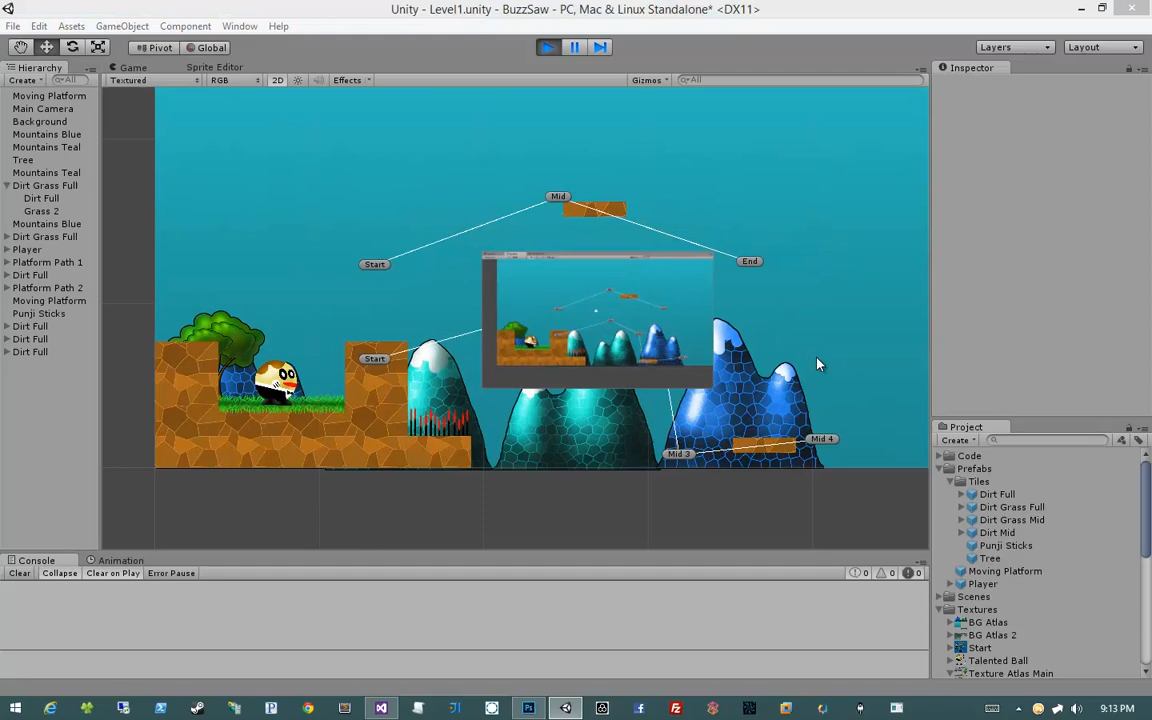 Unity - Level1.unity - BuzzSaw - PC, Mac & Linux Standalone* <DX11>
File Edit Assets GameObject Component Window Help
Pivot Global Layers Layout
Hierarchy Game Sprite Editor Inspector
Create All Textured RGB 2D Effects Gizmos All
Moving Platform
Main Camera
Background
Mountains Blue
Mountains Teal
Tree
Mountains Teal
Dirt Grass Full
Dirt Full
Grass 2
Mountains Blue
Dirt Grass Full
Player
Platform Path 1
Dirt Full
Platform Path 2
Moving Platform
Punji Sticks
Dirt Full
Dirt Full
Dirt Full
Mid
Start
End
Start
Mid 4
Mid 3
Project
Create
Code
Prefabs
Tiles
Dirt Full
Dirt Grass Full
Dirt Grass Mid
Dirt Mid
Punji Sticks
Tree
Moving Platform
Player
Scenes
Textures
BG Atlas
BG Atlas 2
Start
Talented Ball
Texture Atlas Main
Console Animation
Clear Collapse Clear on Play Error Pause 0 0 0
9:13 PM